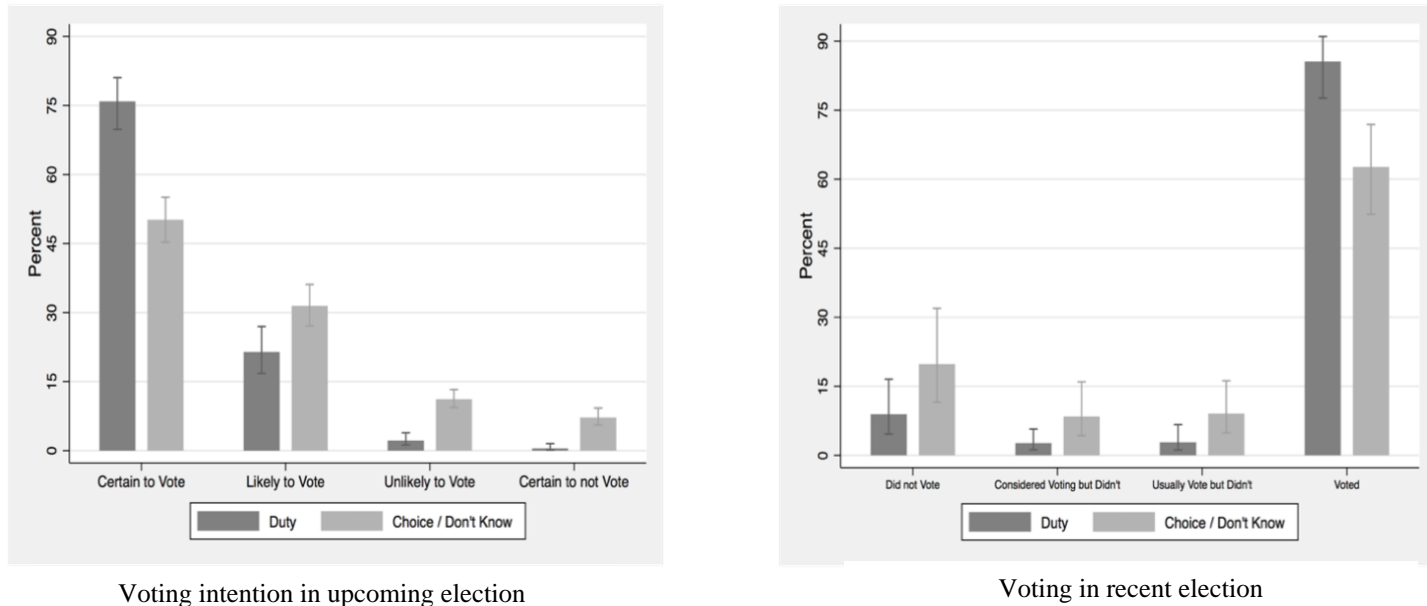 Percent
90
75
60
45
30
15
0
Certain to Vote Likely to Vote Unlikely to Vote Certain to not Vote
Duty Choice / Don't Know
Voting intention in upcoming election
Percent
90
75
60
45
30
15
0
Did not Vote Considered Voting but Didn't Usually Vote but Didn't Voted
Duty Choice / Don't Know
Voting in recent election